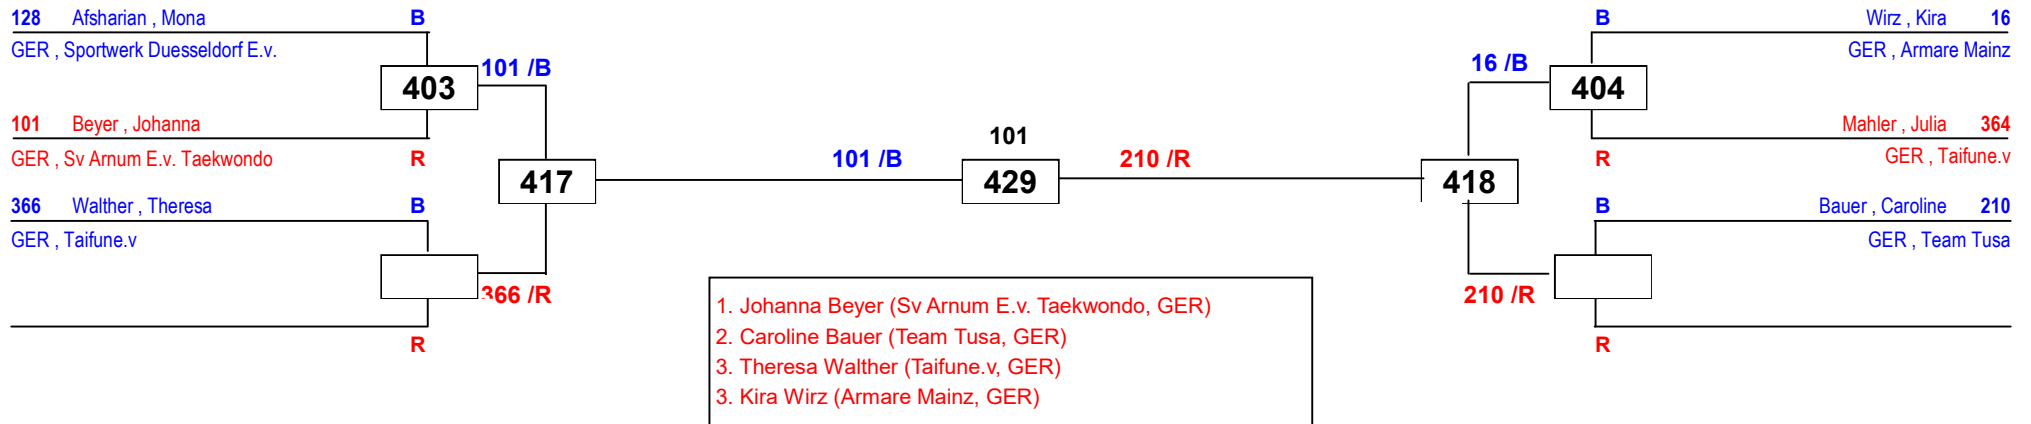 128 Afsharian , Mona B
GER , Sportwerk Duesseldorf E.v.
403
101 /B
101 Beyer , Johanna
GER , Sv Arnum E.v. Taekwondo R
417
366 Walther , Theresa B
GER , Taifune.v
366 /R
R
101 /B
101
429
210 /R
B Wirz , Kira 16
GER , Armare Mainz
16 /B
404
Mahler , Julia 364
R GER , Taifune.v
418
B Bauer , Caroline 210
GER , Team Tusa
210 /R
R
1. Johanna Beyer (Sv Arnum E.v. Taekwondo, GER)
2. Caroline Bauer (Team Tusa, GER)
3. Theresa Walther (Taifune.v, GER)
3. Kira Wirz (Armare Mainz, GER)